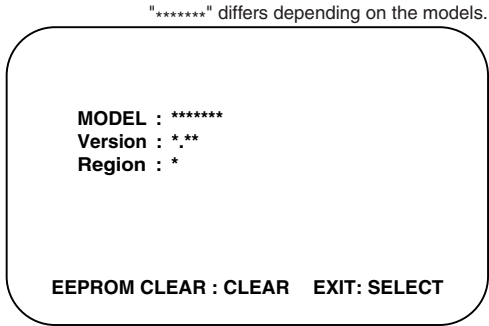 "*******" differs depending on the models.
MODEL : *******
Version : *.**
Region : *
EEPROM CLEAR : CLEAR EXIT: SELECT